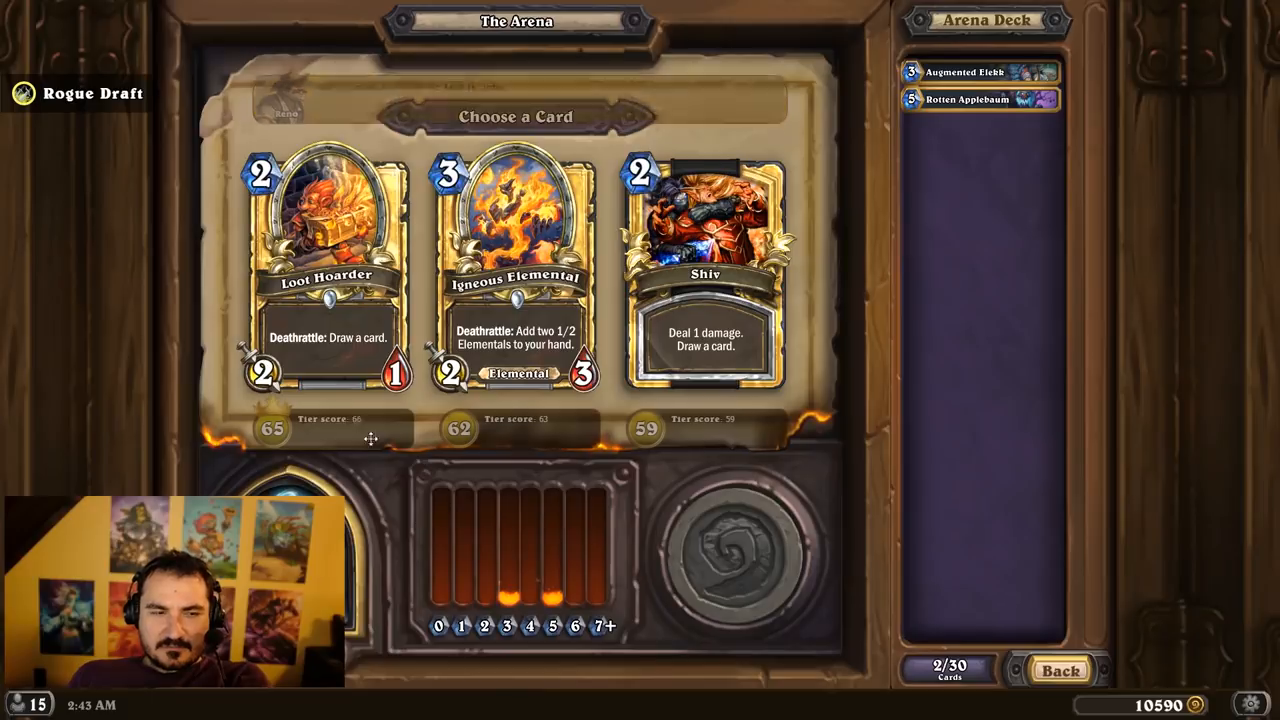 The Arena
Arena Deck
Rogue Draft
3 Augmented Elekk
5 Rotten Applebaum
Reno
Choose a Card
2
Loot Hoarder
Deathrattle: Draw a card.
2
1
3
Igneous Elemental
Deathrattle: Add two 1/2
Elementals to your hand.
2
Elemental
3
2
Shiv
Deal 1 damage.
Draw a card.
65
Tier score: 66
62
Tier score: 63
59
Tier score: 59
0 1 2 3 4 5 6 7+
2/30
Cards
Back
15
2:43 AM
10590